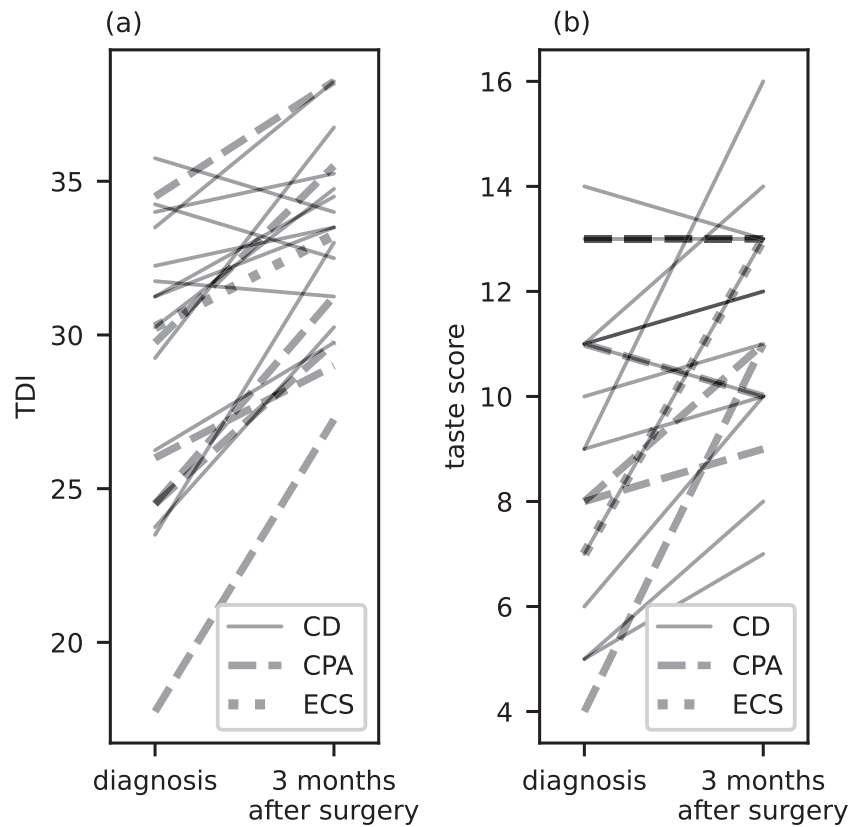 (a)
TDI
35
30
25
20
CD
CPA
ECS
diagnosis
3 months
after surgery
(b)
taste score
16
14
12
10
8
6
4
CD
CPA
ECS
diagnosis
3 months
after surgery